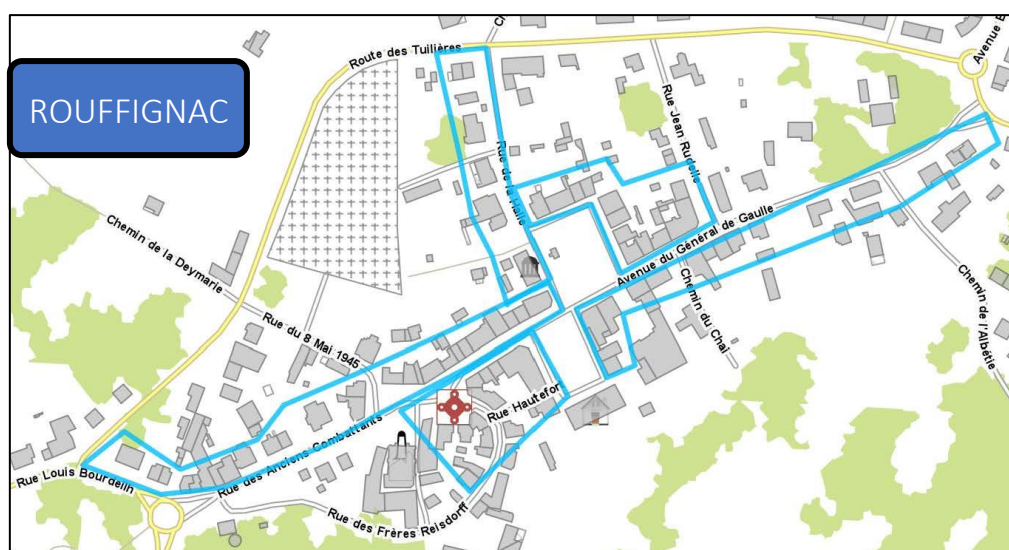 ROUFFIGNAC
Route des Tuilières
Rue Jean Rudelle
Rue de la Halle
Chemin de la Deymarie
Rue du 8 Mai 1945
Avenue du Général de Gaulle
Chemin du Chai
Chemin de l'Albétie
Rue Hautefort
Rue des Anciens Combattants
Rue Louis Bourdeilh
Rue des Frères Reisdorff